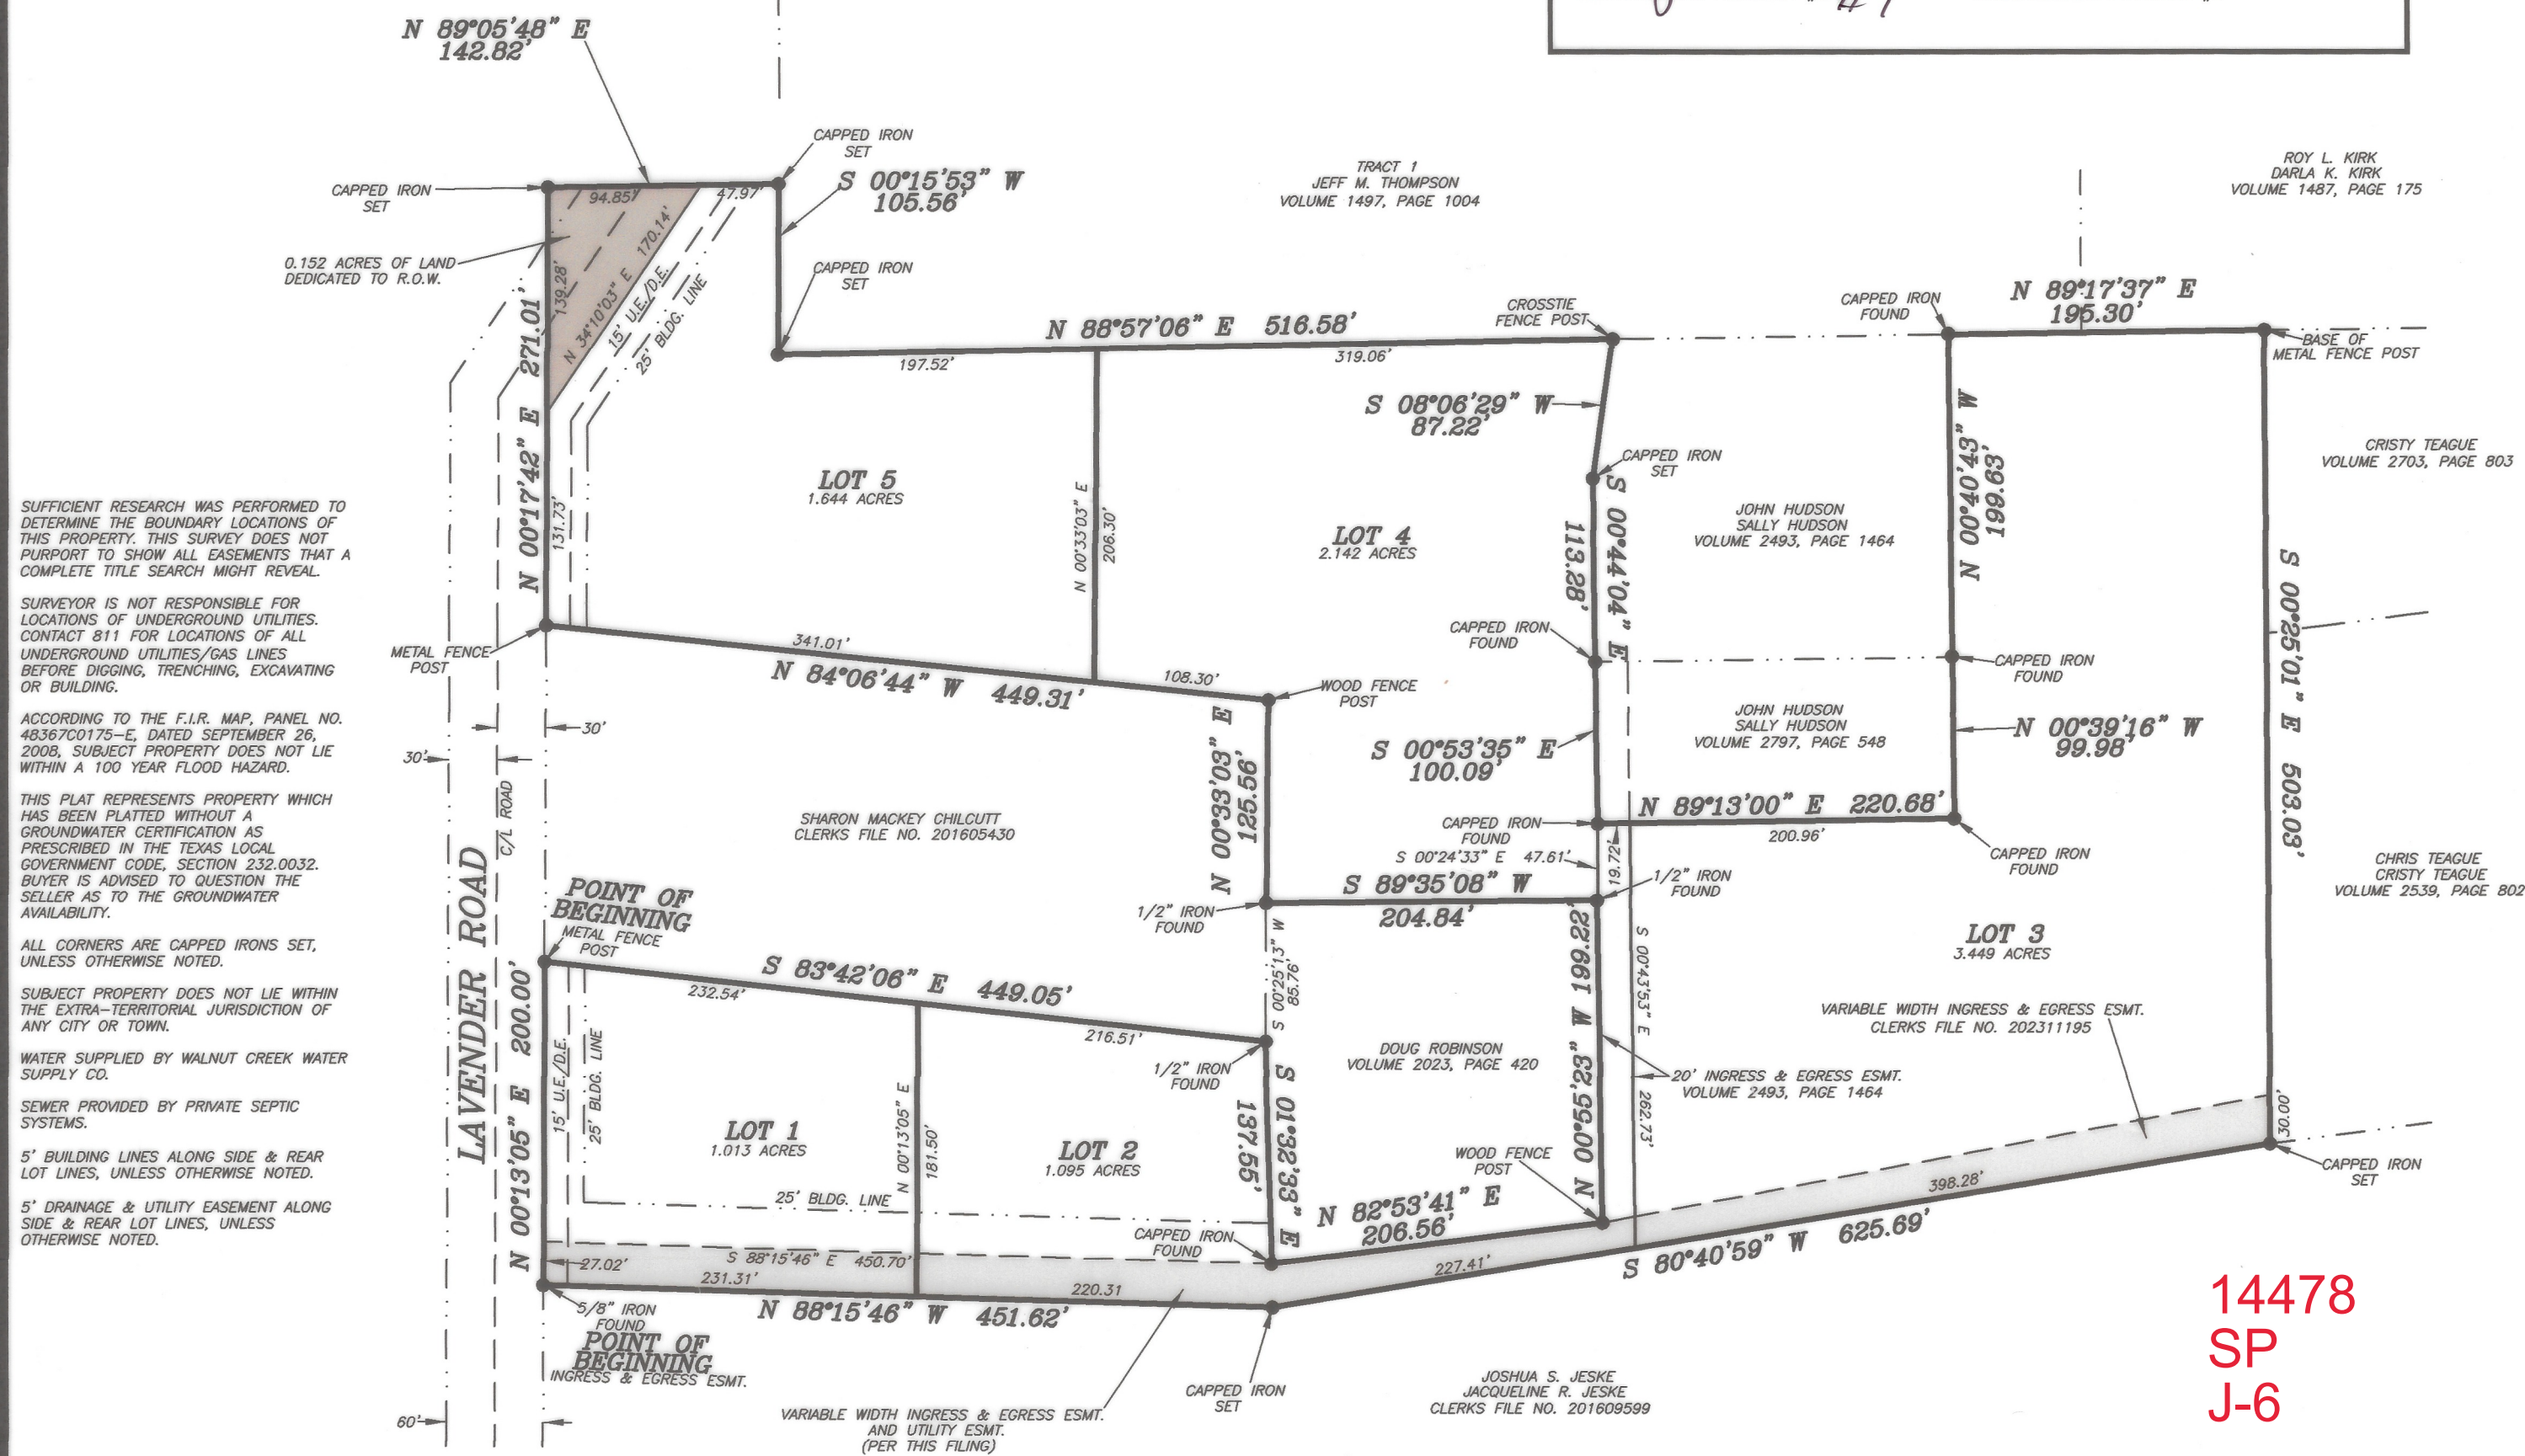 N 89°05'48" E
142.82'
CAPPED IRON
SET
CAPPED IRON
SET
94.85'
47.97'
S 00°15'53" W
105.56'
TRACT 1
JEFF M. THOMPSON
VOLUME 1497, PAGE 1004
ROY L. KIRK
DARLA K. KIRK
VOLUME 1487, PAGE 175
0.152 ACRES OF LAND
DEDICATED TO R.O.W.
139.28'
N 34°10'03" E 170.14'
15' U.E./D.E.
25' BLDG. LINE
CAPPED IRON
SET
N 00°17'42" E 271.01'
131.73'
N 88°57'06" E 516.58'
197.52'
319.06'
CROSSTIE
FENCE POST
CAPPED IRON
FOUND
N 89°17'37" E
195.30'
BASE OF
METAL FENCE POST
S 08°06'29" W
87.22'
CAPPED IRON
SET
N 00°40'43" W
199.63'
CRISTY TEAGUE
VOLUME 2703, PAGE 803
LOT 5
1.644 ACRES
N 00°33'03" E
206.30'
LOT 4
2.142 ACRES
S 00°44'04" E
113.28'
JOHN HUDSON
SALLY HUDSON
VOLUME 2493, PAGE 1464
SUFFICIENT RESEARCH WAS PERFORMED TO
DETERMINE THE BOUNDARY LOCATIONS OF
THIS PROPERTY. THIS SURVEY DOES NOT
PURPORT TO SHOW ALL EASEMENTS THAT A
COMPLETE TITLE SEARCH MIGHT REVEAL.
SURVEYOR IS NOT RESPONSIBLE FOR
LOCATIONS OF UNDERGROUND UTILITIES.
CONTACT 811 FOR LOCATIONS OF ALL
UNDERGROUND UTILITIES/GAS LINES
BEFORE DIGGING, TRENCHING, EXCAVATING
OR BUILDING.
ACCORDING TO THE F.I.R. MAP, PANEL NO.
48367C0175-E, DATED SEPTEMBER 26,
2008, SUBJECT PROPERTY DOES NOT LIE
WITHIN A 100 YEAR FLOOD HAZARD.
THIS PLAT REPRESENTS PROPERTY WHICH
HAS BEEN PLATTED WITHOUT A
GROUNDWATER CERTIFICATION AS
PRESCRIBED IN THE TEXAS LOCAL
GOVERNMENT CODE, SECTION 232.0032.
BUYER IS ADVISED TO QUESTION THE
SELLER AS TO THE GROUNDWATER
AVAILABILITY.
ALL CORNERS ARE CAPPED IRONS SET,
UNLESS OTHERWISE NOTED.
SUBJECT PROPERTY DOES NOT LIE WITHIN
THE EXTRA-TERRITORIAL JURISDICTION OF
ANY CITY OR TOWN.
WATER SUPPLIED BY WALNUT CREEK WATER
SUPPLY CO.
SEWER PROVIDED BY PRIVATE SEPTIC
SYSTEMS.
5' BUILDING LINES ALONG SIDE & REAR
LOT LINES, UNLESS OTHERWISE NOTED.
5' DRAINAGE & UTILITY EASEMENT ALONG
SIDE & REAR LOT LINES, UNLESS
OTHERWISE NOTED.
METAL FENCE
POST
341.01'
N 84°06'44" W 449.31'
108.30'
WOOD FENCE
POST
CAPPED IRON
FOUND
CAPPED IRON
FOUND
30'
30'
C/L ROAD
LAVENDER ROAD
SHARON MACKEY CHILCUTT
CLERKS FILE NO. 201605430
N 00°33'03" E
125.56'
S 00°53'35" E
100.09'
JOHN HUDSON
SALLY HUDSON
VOLUME 2797, PAGE 548
N 00°39'16" W
99.98'
S 00°25'01" E 503.03'
CAPPED IRON
FOUND
N 89°13'00" E 220.68'
200.96'
19.72'
CAPPED IRON
FOUND
S 00°24'33" E 47.61'
1/2" IRON
FOUND
S 89°35'08" W
204.84'
1/2" IRON
FOUND
CHRIS TEAGUE
CRISTY TEAGUE
VOLUME 2539, PAGE 802
POINT OF
BEGINNING
METAL FENCE
POST
S 83°42'06" E 449.05'
232.54'
216.51'
S 00°25'13" W
85.76'
1/2" IRON
FOUND
DOUG ROBINSON
VOLUME 2023, PAGE 420
N 00°55'23" W 199.22'
S 00°43'53" E 262.73'
LOT 3
3.449 ACRES
VARIABLE WIDTH INGRESS & EGRESS ESMT.
CLERKS FILE NO. 202311195
20' INGRESS & EGRESS ESMT.
VOLUME 2493, PAGE 1464
N 00°13'05" E 200.00'
15' U.E./D.E.
25' BLDG. LINE
LOT 1
1.013 ACRES
N 00°13'05" E
181.50'
LOT 2
1.095 ACRES
S 01°32'33" E
137.55'
25' BLDG. LINE
WOOD FENCE
POST
30.00'
CAPPED IRON
SET
N 82°53'41" E
206.56'
CAPPED IRON
FOUND
398.28'
227.41'
S 80°40'59" W 625.69'
27.02'
S 88°15'46" E 450.70'
231.31'
220.31
N 88°15'46" W 451.62'
5/8" IRON
FOUND
POINT OF
BEGINNING
INGRESS & EGRESS ESMT.
60'
VARIABLE WIDTH INGRESS & EGRESS ESMT.
AND UTILITY ESMT.
(PER THIS FILING)
CAPPED IRON
SET
JOSHUA S. JESKE
JACQUELINE R. JESKE
CLERKS FILE NO. 201609599
14478
SP
J-6